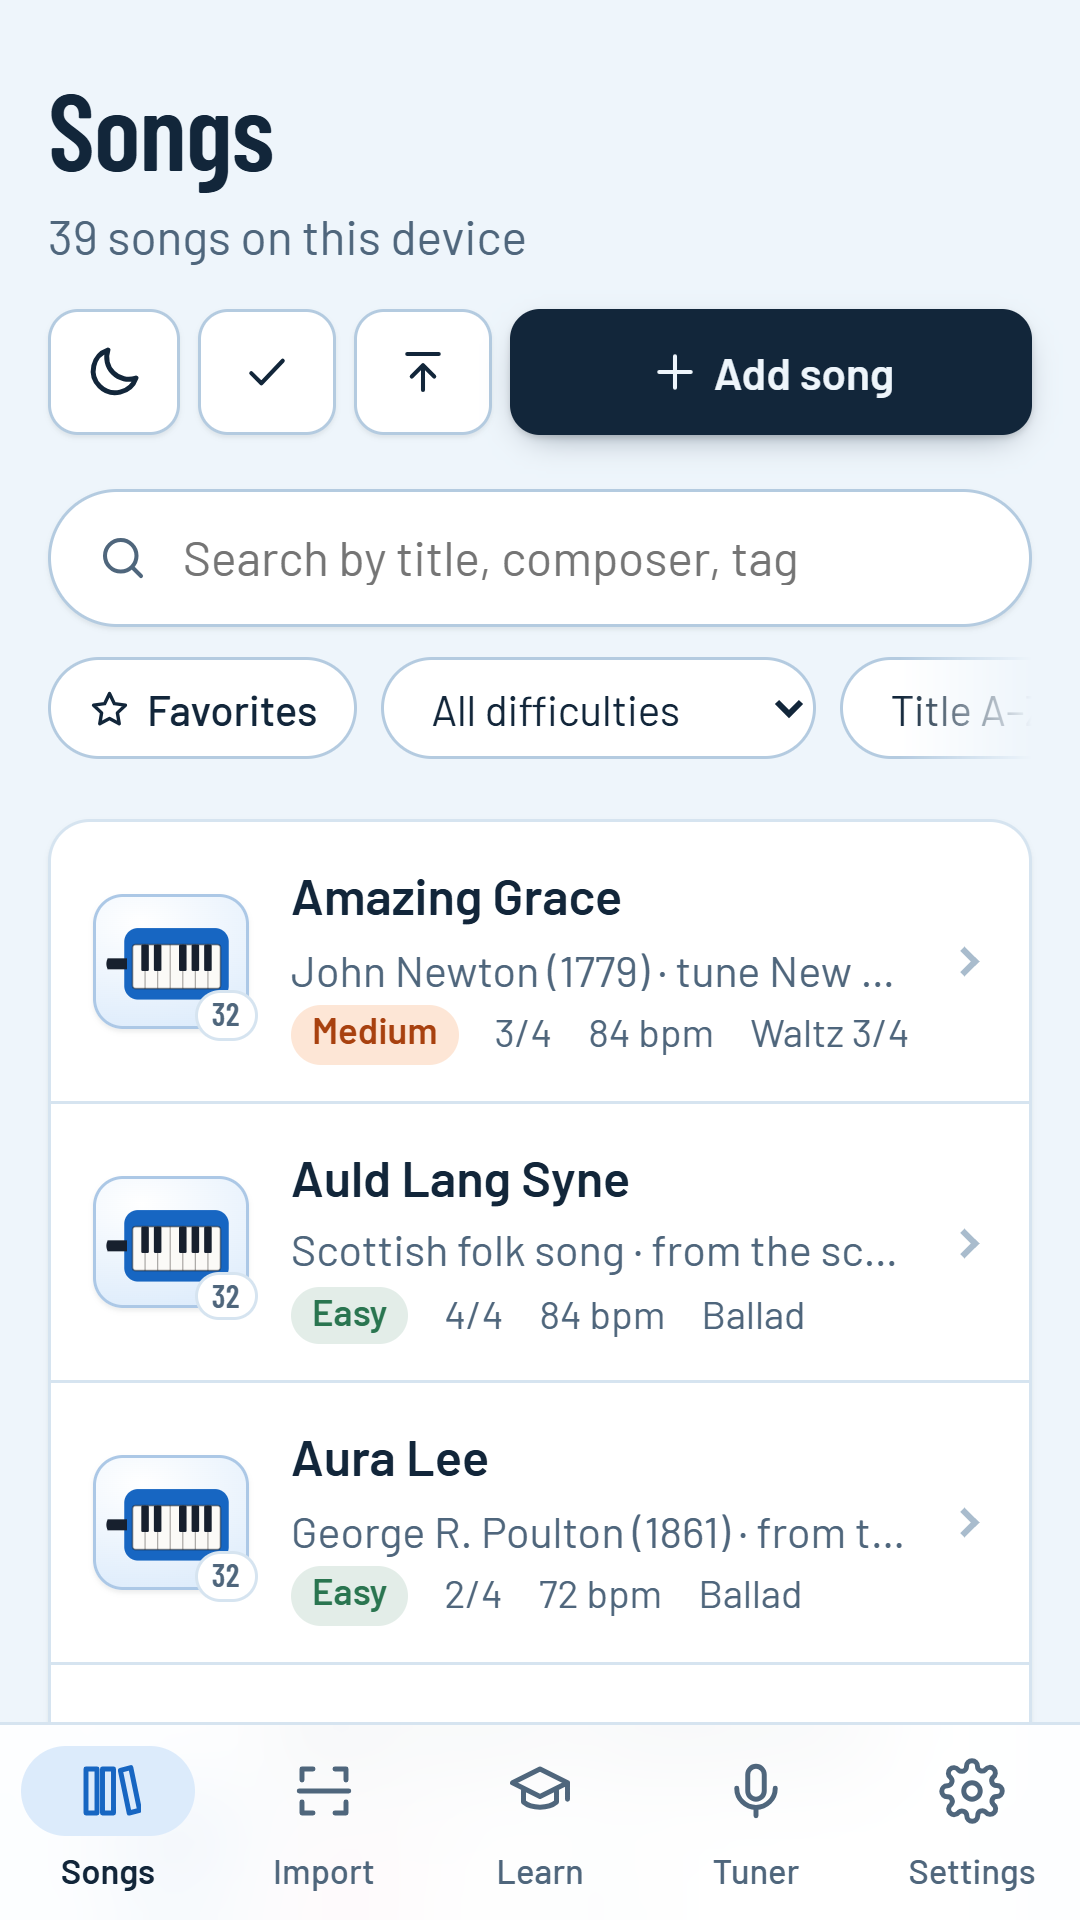 Songs
39 songs on this device
Add song
Search by title, composer, tag
Favorites
All difficulties
Title A-
Amazing Grace
John Newton (1779) · tune New ...
32
Medium 3/4 84 bpm Waltz 3/4
Auld Lang Syne
Scottish folk song · from the sc...
32
Easy 4/4 84 bpm Ballad
Aura Lee
George R. Poulton (1861) · from t...
32
Easy 2/4 72 bpm Ballad
Songs Import Learn Tuner Settings